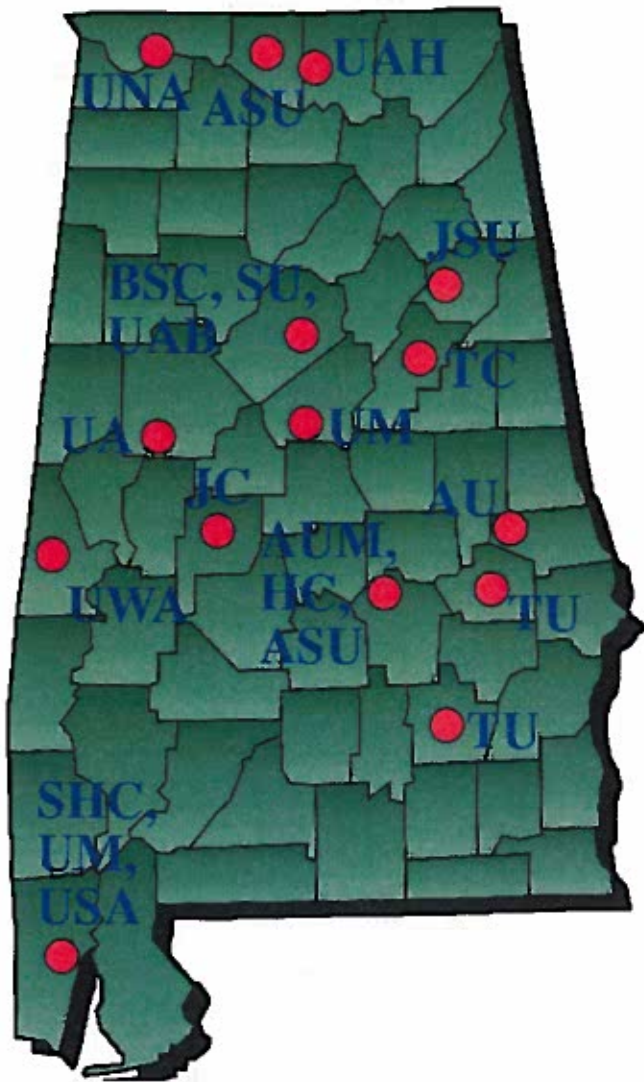 UNA
ASU
UAH
JSU
BSC, SU,
UAB
TC
UA
UM
JC
AU
AUM,
HC,
ASU
UWA
TU
TU
SHC,
UM,
USA